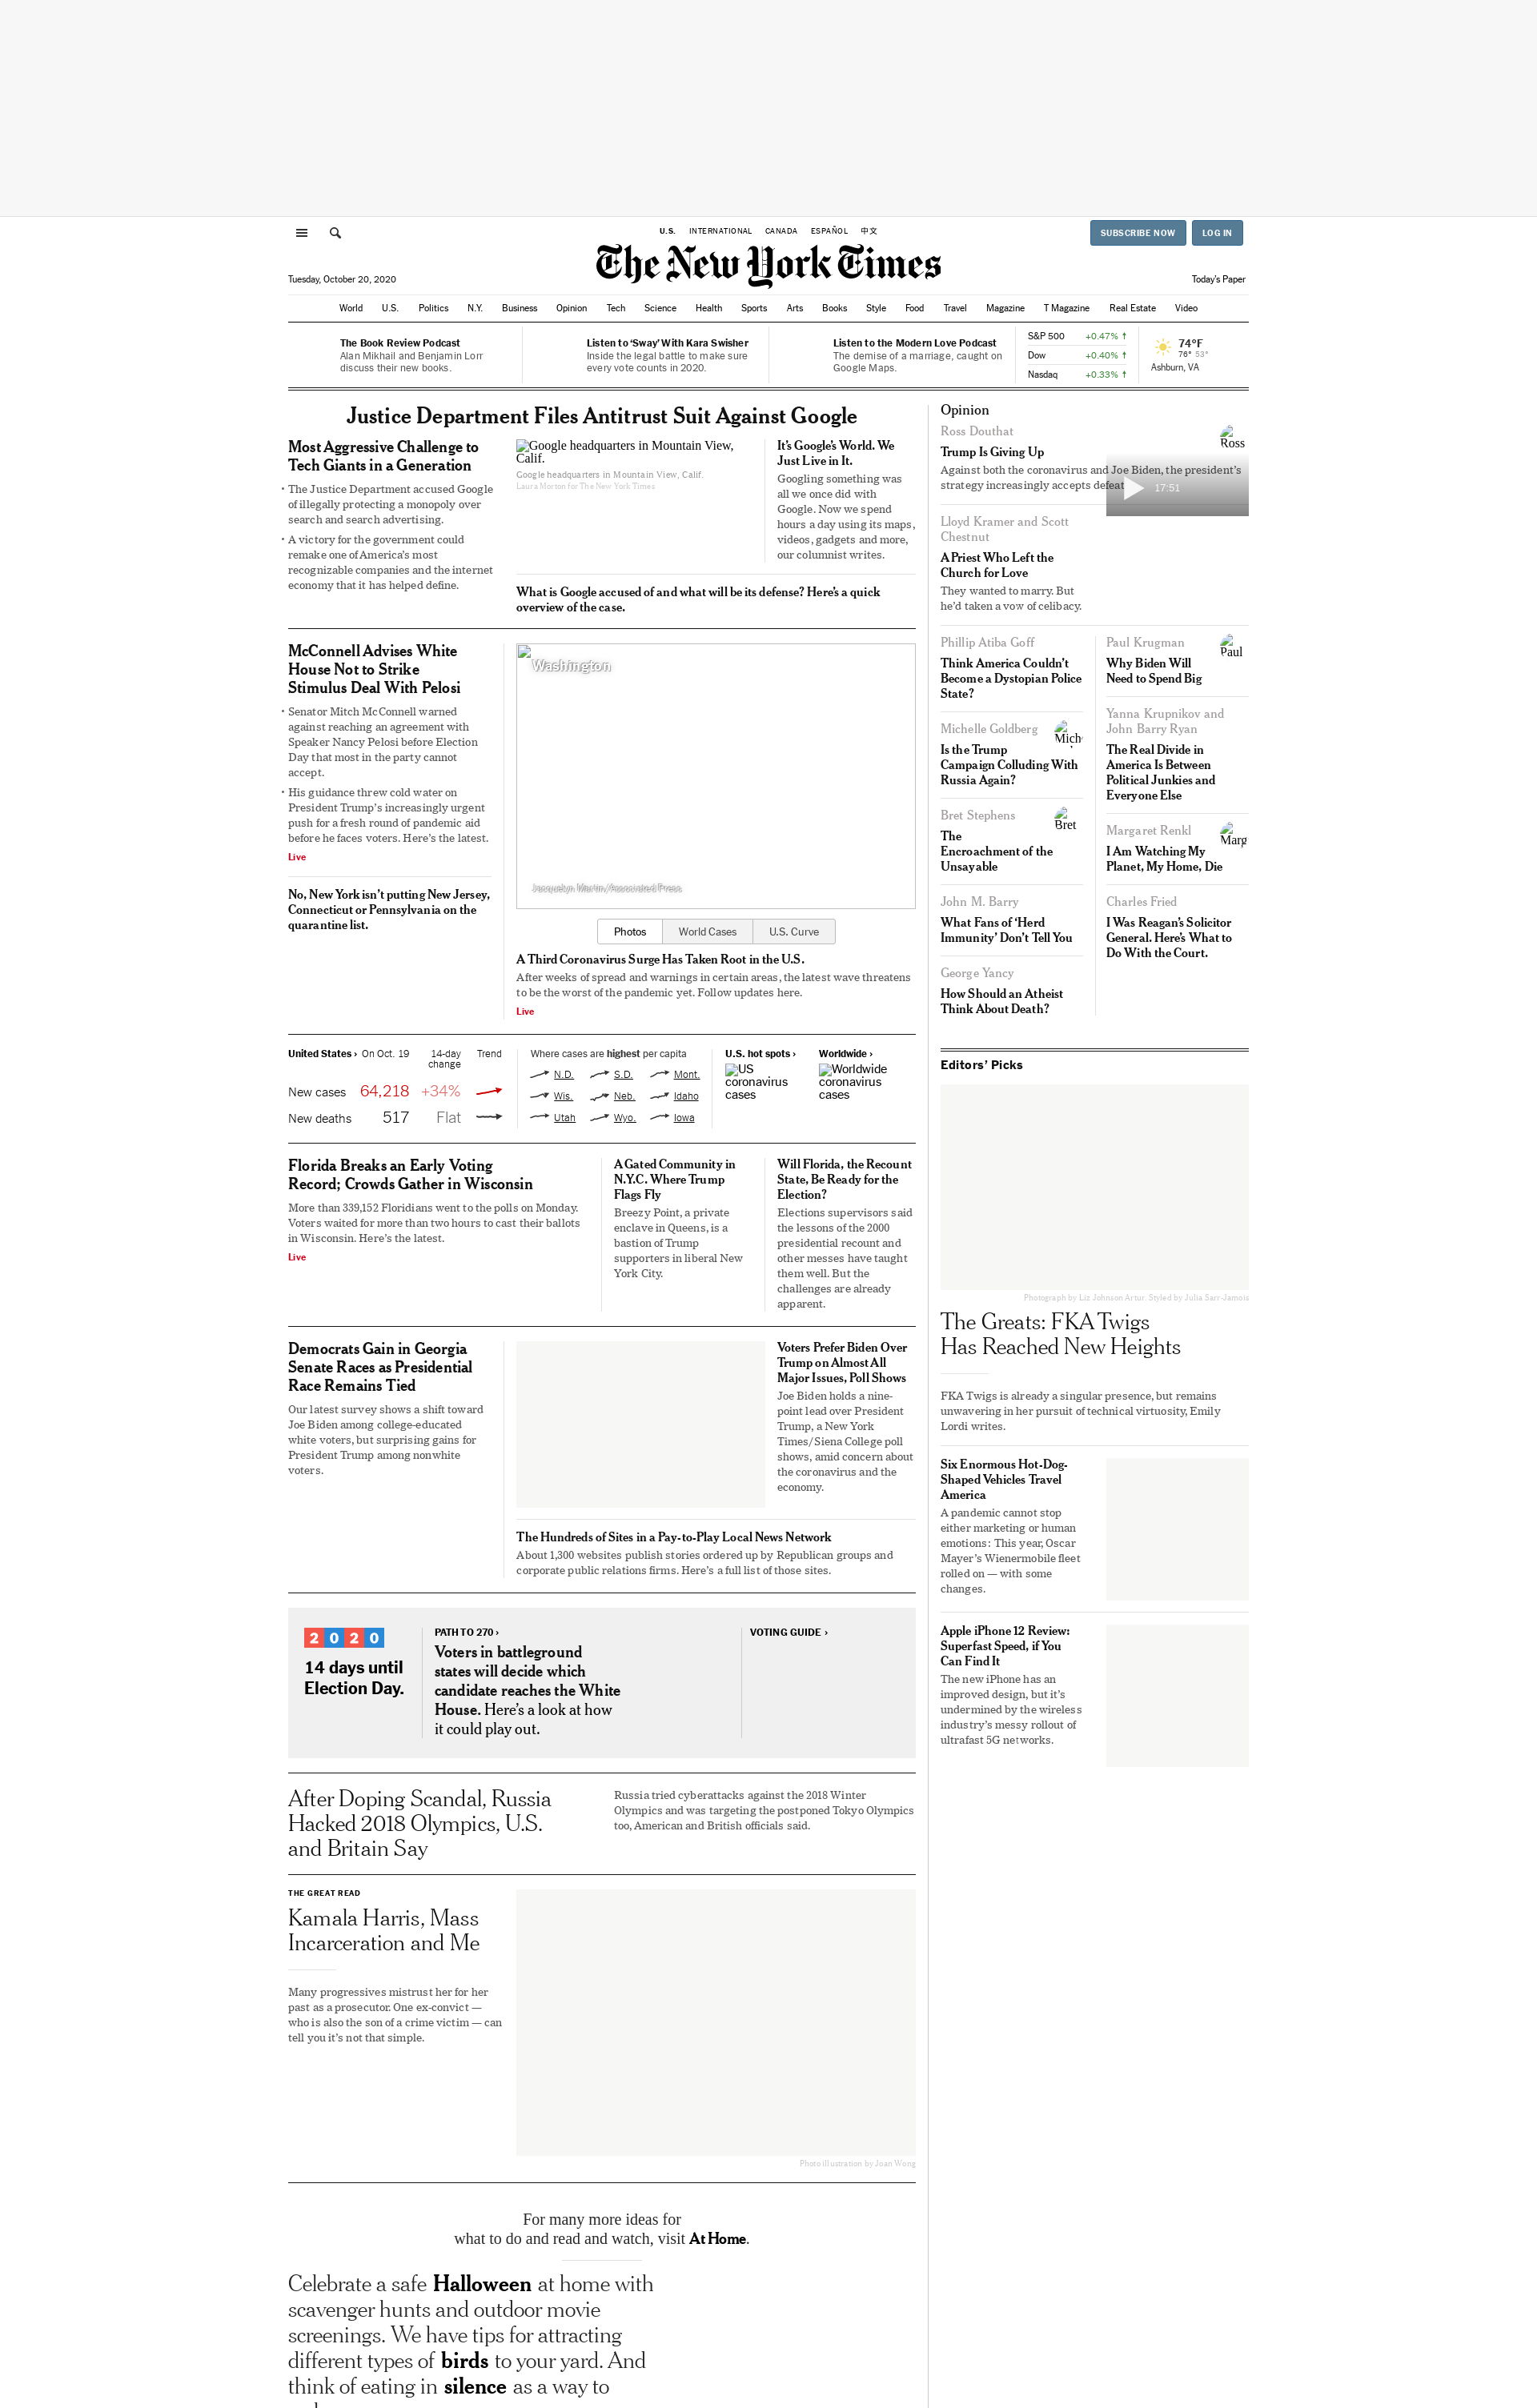 U.S. INTERNATIONAL CANADA ESPAÑOL 中文
SUBSCRIBE NOW LOG IN
The New York Times
Tuesday, October 20, 2020
Today's Paper
World U.S. Politics N.Y. Business Opinion Tech Science Health Sports Arts Books Style Food Travel Magazine T Magazine Real Estate Video
The Book Review Podcast
Alan Mikhail and Benjamin Lorr
discuss their new books.
Listen to ‘Sway’ With Kara Swisher
Inside the legal battle to make sure
every vote counts in 2020.
Listen to the Modern Love Podcast
The demise of a marriage, caught on
Google Maps.
S&P 500 +0.47% ↑
Dow +0.40% ↑
Nasdaq +0.33% ↑
74°F
76° 53°
Ashburn, VA
Justice Department Files Antitrust Suit Against Google
Most Aggressive Challenge to
Tech Giants in a Generation
• The Justice Department accused Google
of illegally protecting a monopoly over
search and search advertising.
• A victory for the government could
remake one of America’s most
recognizable companies and the internet
economy that it has helped define.
Google headquarters in Mountain View,
Calif.
Google headquarters in Mountain View, Calif.
Laura Morton for The New York Times
It’s Google’s World. We
Just Live in It.
Googling something was
all we once did with
Google. Now we spend
hours a day using its maps,
videos, gadgets and more,
our columnist writes.
What is Google accused of and what will be its defense? Here’s a quick
overview of the case.
McConnell Advises White
House Not to Strike
Stimulus Deal With Pelosi
• Senator Mitch McConnell warned
against reaching an agreement with
Speaker Nancy Pelosi before Election
Day that most in the party cannot
accept.
• His guidance threw cold water on
President Trump’s increasingly urgent
push for a fresh round of pandemic aid
before he faces voters. Here’s the latest.
Live
No, New York isn’t putting New Jersey,
Connecticut or Pennsylvania on the
quarantine list.
Washington
Jacquelyn Martin/Associated Press
Photos World Cases U.S. Curve
A Third Coronavirus Surge Has Taken Root in the U.S.
After weeks of spread and warnings in certain areas, the latest wave threatens
to be the worst of the pandemic yet. Follow updates here.
Live
United States › On Oct. 19 14-day
change Trend
New cases 64,218 +34%
New deaths 517 Flat
Where cases are highest per capita
N.D. S.D. Mont.
Wis. Neb. Idaho
Utah Wyo. Iowa
U.S. hot spots ›
US
coronavirus
cases
Worldwide ›
Worldwide
coronavirus
cases
Florida Breaks an Early Voting
Record; Crowds Gather in Wisconsin
More than 339,152 Floridians went to the polls on Monday.
Voters waited for more than two hours to cast their ballots
in Wisconsin. Here’s the latest.
Live
A Gated Community in
N.Y.C. Where Trump
Flags Fly
Breezy Point, a private
enclave in Queens, is a
bastion of Trump
supporters in liberal New
York City.
Will Florida, the Recount
State, Be Ready for the
Election?
Elections supervisors said
the lessons of the 2000
presidential recount and
other messes have taught
them well. But the
challenges are already
apparent.
Democrats Gain in Georgia
Senate Races as Presidential
Race Remains Tied
Our latest survey shows a shift toward
Joe Biden among college-educated
white voters, but surprising gains for
President Trump among nonwhite
voters.
Voters Prefer Biden Over
Trump on Almost All
Major Issues, Poll Shows
Joe Biden holds a nine-
point lead over President
Trump, a New York
Times/Siena College poll
shows, amid concern about
the coronavirus and the
economy.
The Hundreds of Sites in a Pay-to-Play Local News Network
About 1,300 websites publish stories ordered up by Republican groups and
corporate public relations firms. Here’s a full list of those sites.
2020
14 days until
Election Day.
PATH TO 270 ›
Voters in battleground
states will decide which
candidate reaches the White
House. Here’s a look at how
it could play out.
VOTING GUIDE ›
After Doping Scandal, Russia
Hacked 2018 Olympics, U.S.
and Britain Say
Russia tried cyberattacks against the 2018 Winter
Olympics and was targeting the postponed Tokyo Olympics
too, American and British officials said.
THE GREAT READ
Kamala Harris, Mass
Incarceration and Me
Many progressives mistrust her for her
past as a prosecutor. One ex-convict —
who is also the son of a crime victim — can
tell you it’s not that simple.
Photo illustration by Joan Wong
For many more ideas for
what to do and read and watch, visit At Home.
Celebrate a safe Halloween at home with
scavenger hunts and outdoor movie
screenings. We have tips for attracting
different types of birds to your yard. And
think of eating in silence as a way to
Opinion
Ross Douthat
Ross
Trump Is Giving Up
Against both the coronavirus and Joe Biden, the president’s
strategy increasingly accepts defeat
17:51
Lloyd Kramer and Scott
Chestnut
A Priest Who Left the
Church for Love
They wanted to marry. But
he’d taken a vow of celibacy.
Phillip Atiba Goff
Think America Couldn’t
Become a Dystopian Police
State?
Michelle Goldberg
Is the Trump
Campaign Colluding With
Russia Again?
Bret Stephens
Bret
The
Encroachment of the
Unsayable
John M. Barry
What Fans of ‘Herd
Immunity’ Don’t Tell You
George Yancy
How Should an Atheist
Think About Death?
Paul Krugman
Paul
Why Biden Will
Need to Spend Big
Yanna Krupnikov and
John Barry Ryan
The Real Divide in
America Is Between
Political Junkies and
Everyone Else
Margaret Renkl
I Am Watching My
Planet, My Home, Die
Charles Fried
I Was Reagan’s Solicitor
General. Here’s What to
Do With the Court.
Editors’ Picks
Photograph by Liz Johnson Artur. Styled by Julia Sarr-Jamois
The Greats: FKA Twigs
Has Reached New Heights
FKA Twigs is already a singular presence, but remains
unwavering in her pursuit of technical virtuosity, Emily
Lordi writes.
Six Enormous Hot-Dog-
Shaped Vehicles Travel
America
A pandemic cannot stop
either marketing or human
emotions: This year, Oscar
Mayer’s Wienermobile fleet
rolled on — with some
changes.
Apple iPhone 12 Review:
Superfast Speed, if You
Can Find It
The new iPhone has an
improved design, but it’s
undermined by the wireless
industry’s messy rollout of
ultrafast 5G networks.